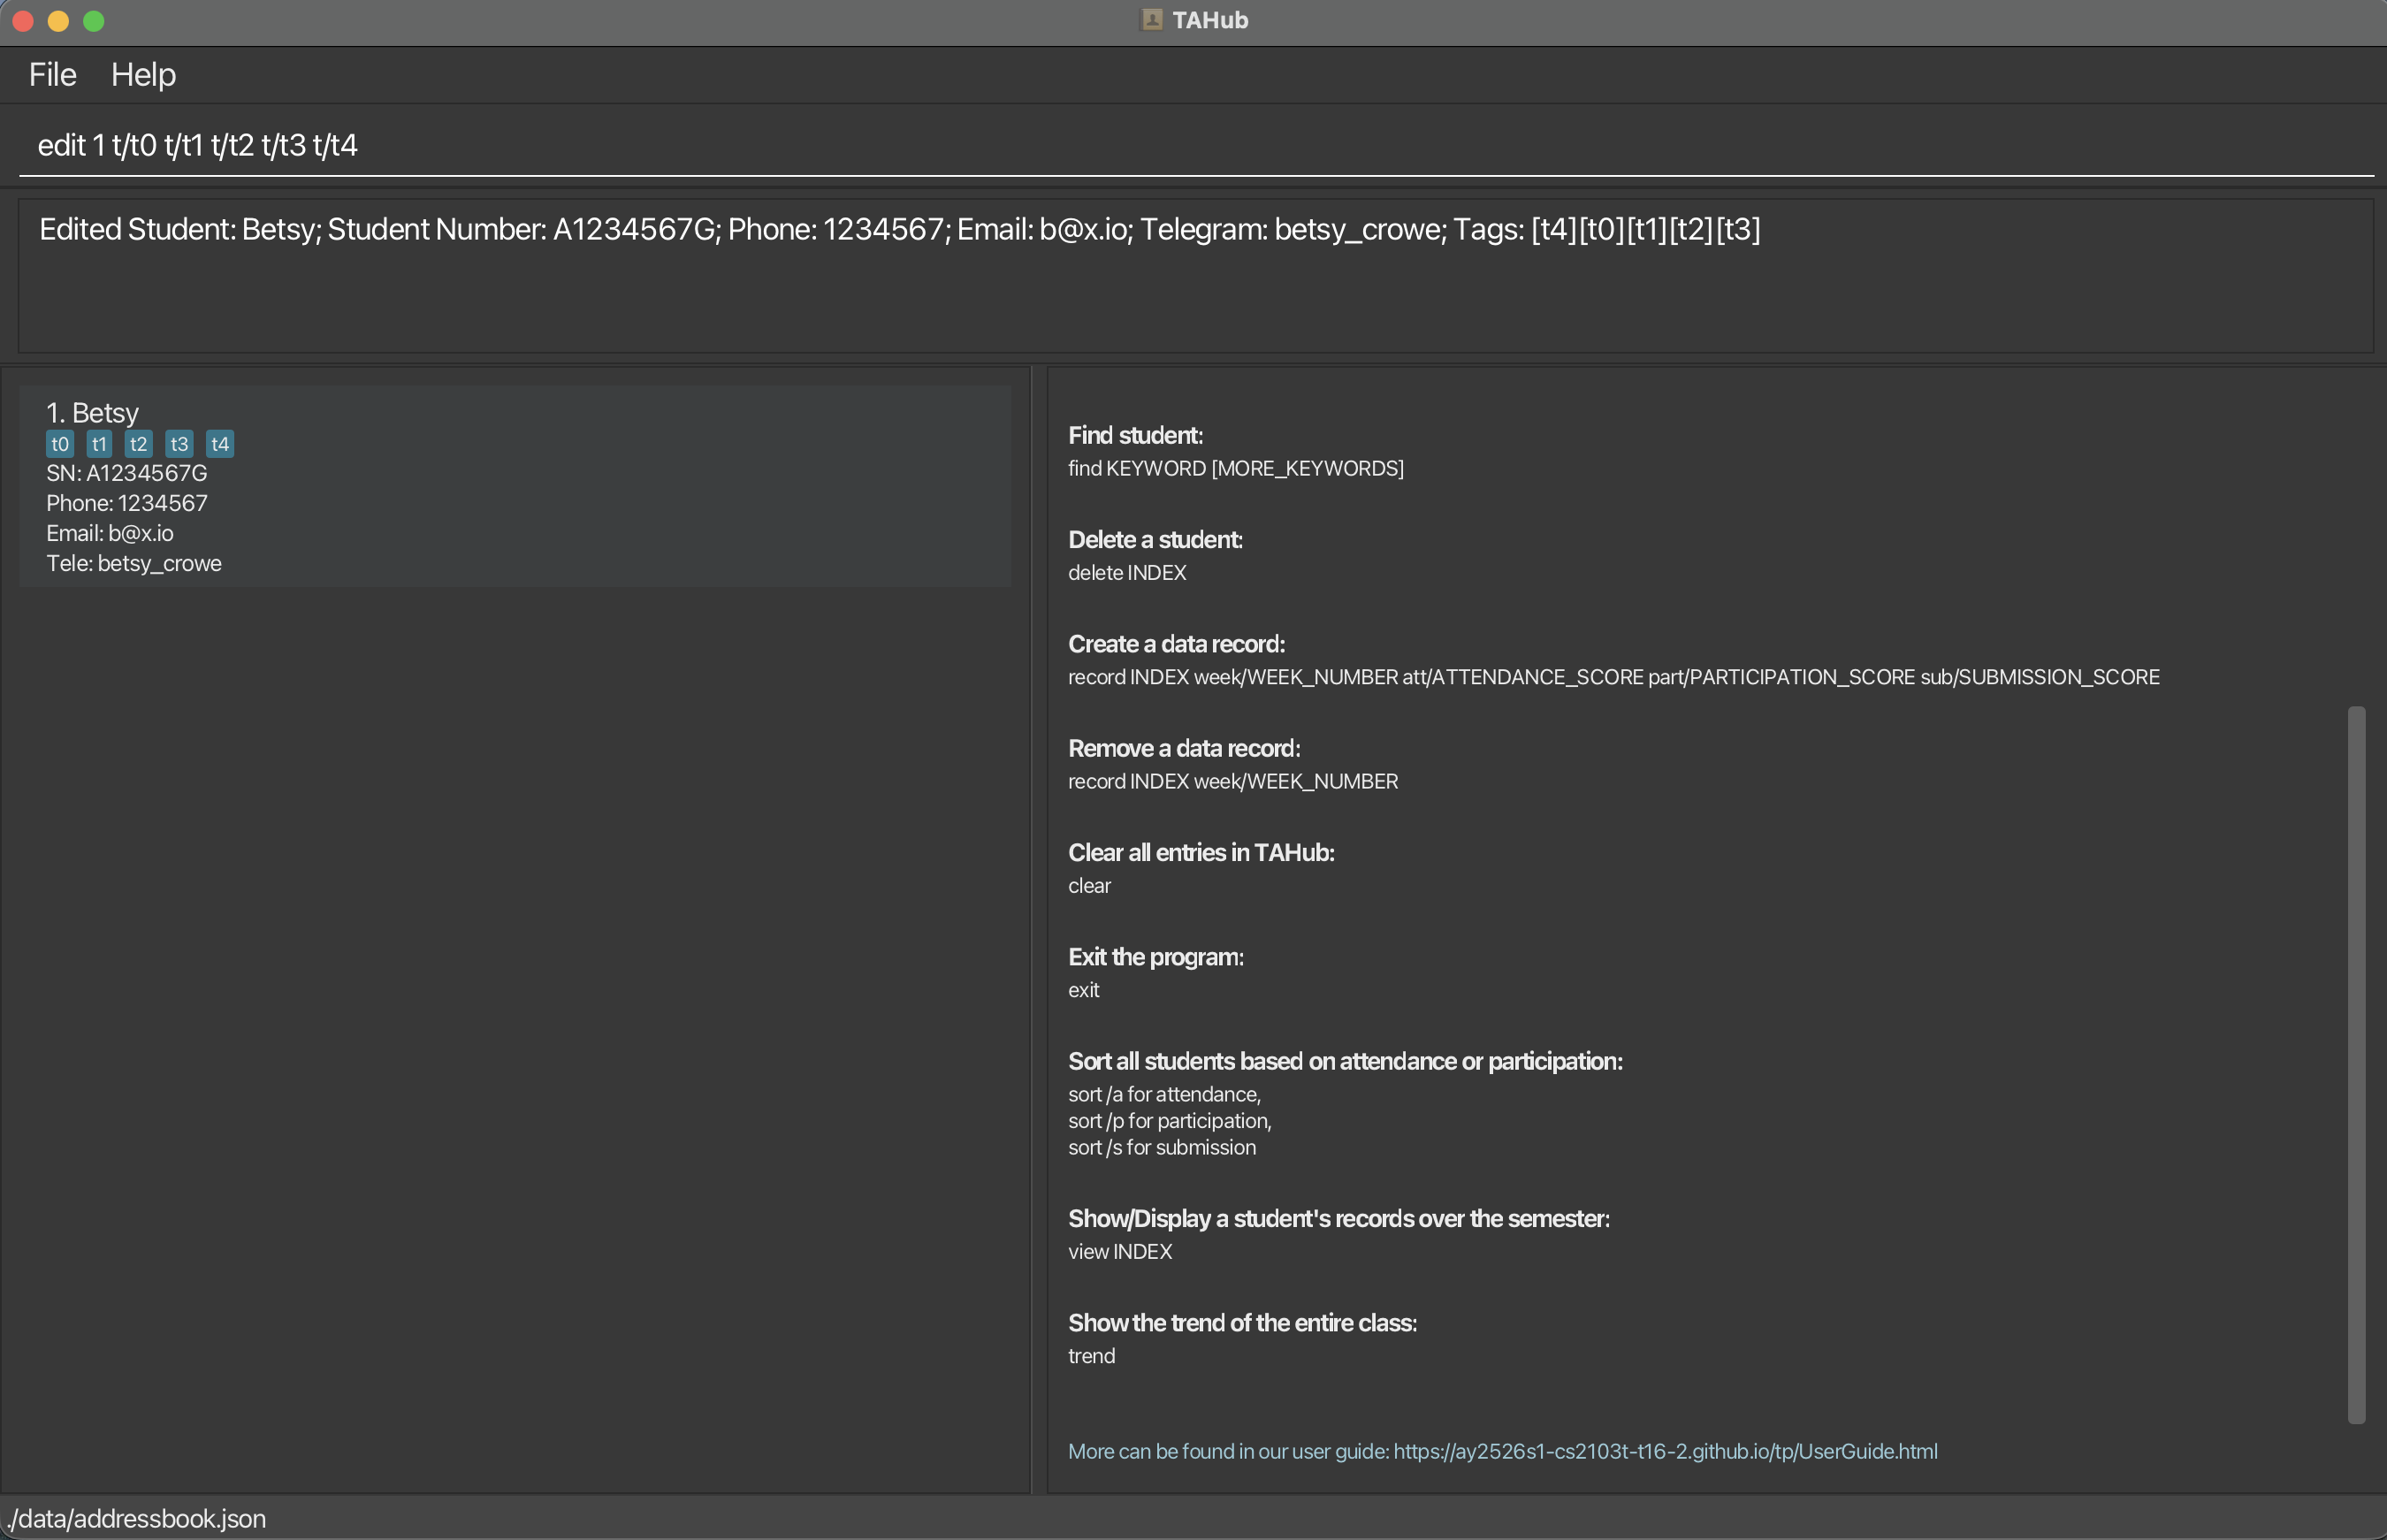 TAHub
File Help
edit 1 t/t0 t/t1 t/t2 t/t3 t/t4
Edited Student: Betsy; Student Number: A1234567G; Phone: 1234567; Email: b@x.io; Telegram: betsy_crowe; Tags: [t4][t0][t1][t2][t3]
1. Betsy
t0 t1 t2 t3 t4
SN: A1234567G
Phone: 1234567
Email: b@x.io
Tele: betsy_crowe
Find student:
find KEYWORD [MORE_KEYWORDS]
Delete a student:
delete INDEX
Create a data record:
record INDEX week/WEEK_NUMBER att/ATTENDANCE_SCORE part/PARTICIPATION_SCORE sub/SUBMISSION_SCORE
Remove a data record:
record INDEX week/WEEK_NUMBER
Clear all entries in TAHub:
clear
Exit the program:
exit
Sort all students based on attendance or participation:
sort /a for attendance,
sort /p for participation,
sort /s for submission
Show/Display a student's records over the semester:
view INDEX
Show the trend of the entire class:
trend
More can be found in our user guide: https://ay2526s1-cs2103t-t16-2.github.io/tp/UserGuide.html
./data/addressbook.json